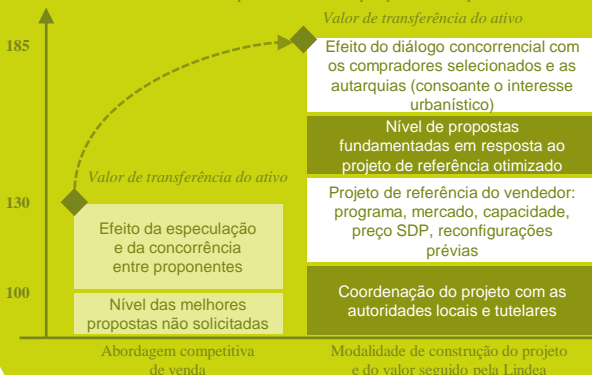 Valor de transferência do ativo
185
Efeito do diálogo concorrencial com
os compradores selecionados e as
autarquias (consoante o interesse
urbanístico)
Nível de propostas
fundamentadas em resposta ao
projeto de referência otimizado
Valor de transferência do ativo
130
Efeito da especulação
e da concorrência
entre proponentes
Projeto de referência do vendedor:
programa, mercado, capacidade,
preço SDP, reconfigurações
prévias
100
Nível das melhores
propostas não solicitadas
Coordenação do projeto com as
autoridades locais e tutelares
Abordagem competitiva
de venda
Modalidade de construção do projeto
e do valor seguido pela Lindea